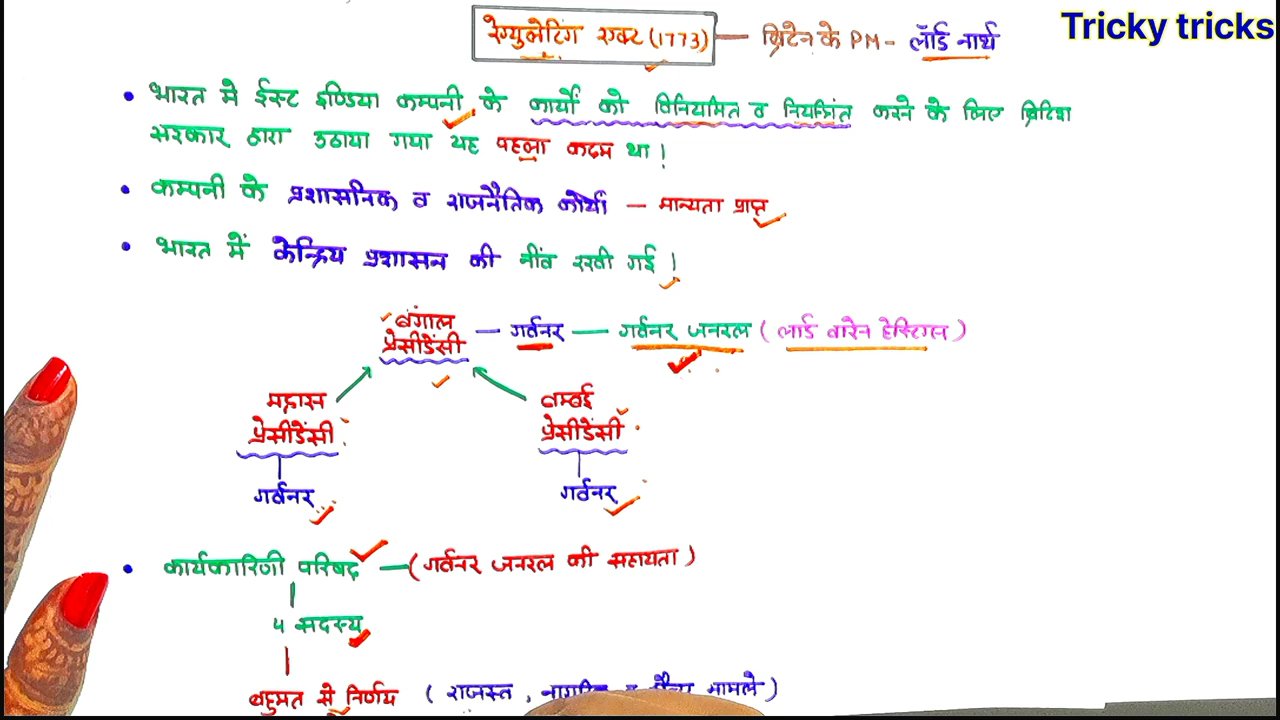 Tricky tricks
रेग्युलेटिंग एक्ट (1773) — ब्रिटेन के PM - लॉर्ड नार्थ
• भारत मे ईस्ट इण्डिया कम्पनी के कार्यों को विनियमित व नियंत्रित करने के लिए ब्रिटिश
सरकार द्वारा उठाया गया यह पहला कदम था।
• कम्पनी के प्रशासनिक व राजनैतिक कार्यों — मान्यता प्राप्त
• भारत में केन्द्रिय प्रशासन की नींव रखी गई।
बंगाल
प्रेसीडेंसी — गर्वनर — गर्वनर जनरल (लार्ड वारेन हेस्टिंग्स)
मद्रास बम्बई
प्रेसीडेंसी प्रेसीडेंसी
गर्वनर गर्वनर
• कार्यकारिणी परिषद — (गर्वनर जनरल की सहायता)
4 सदस्य
बहुमत से निर्णय (राजस्त, मामले)